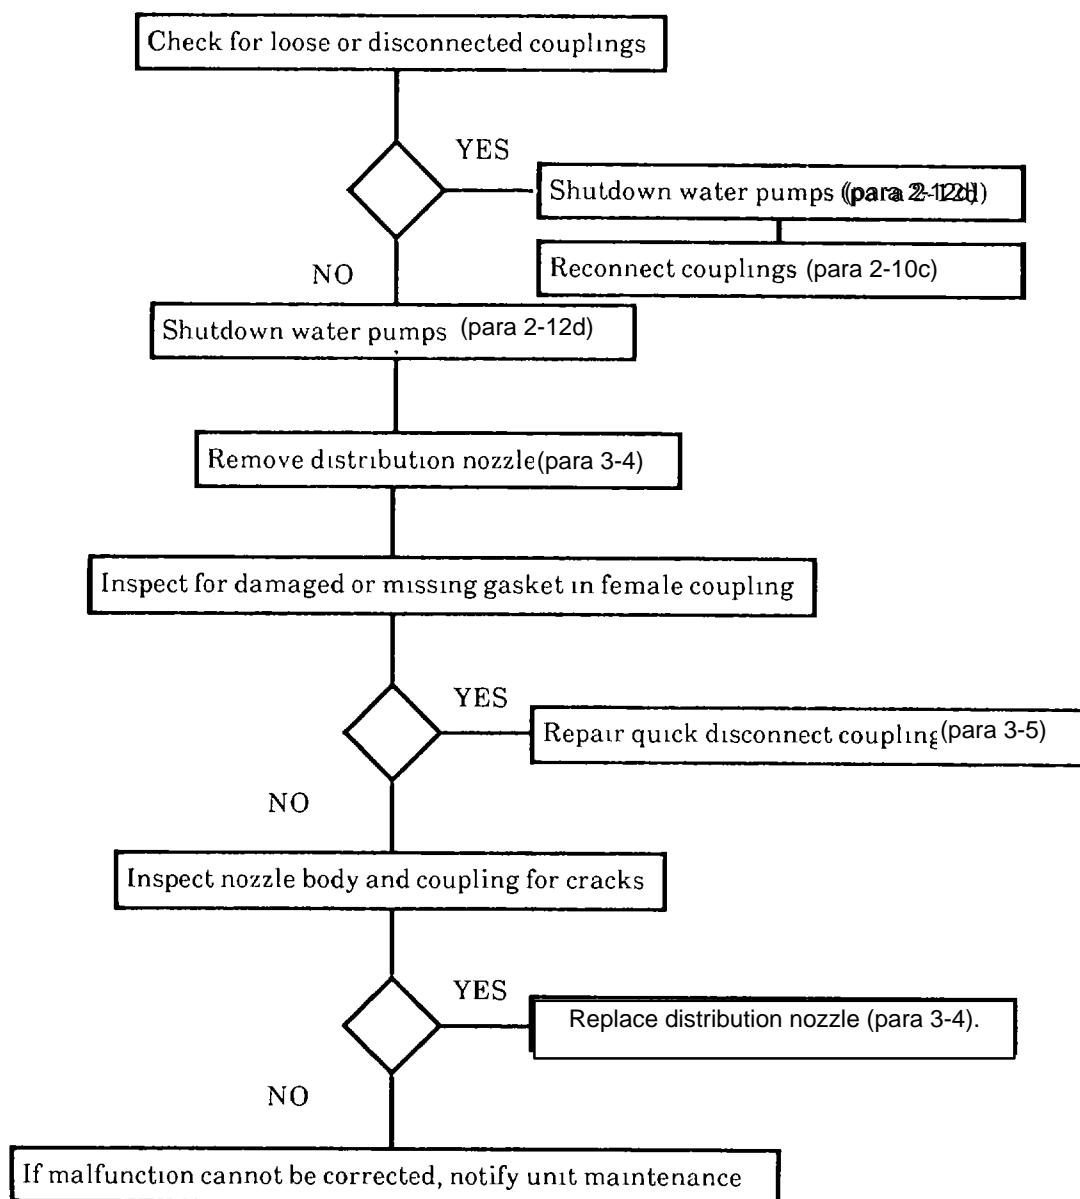 Check for loose or disconnected couplings
YES
Shutdown water pumps (para 2-12d)
Reconnect couplings (para 2-10c)
NO
Shutdown water pumps (para 2-12d)
Remove distribution nozzle (para 3-4)
Inspect for damaged or missing gasket in female coupling
YES
Repair quick disconnect coupling (para 3-5)
NO
Inspect nozzle body and coupling for cracks
YES
Replace distribution nozzle (para 3-4).
NO
If malfunction cannot be corrected, notify unit maintenance